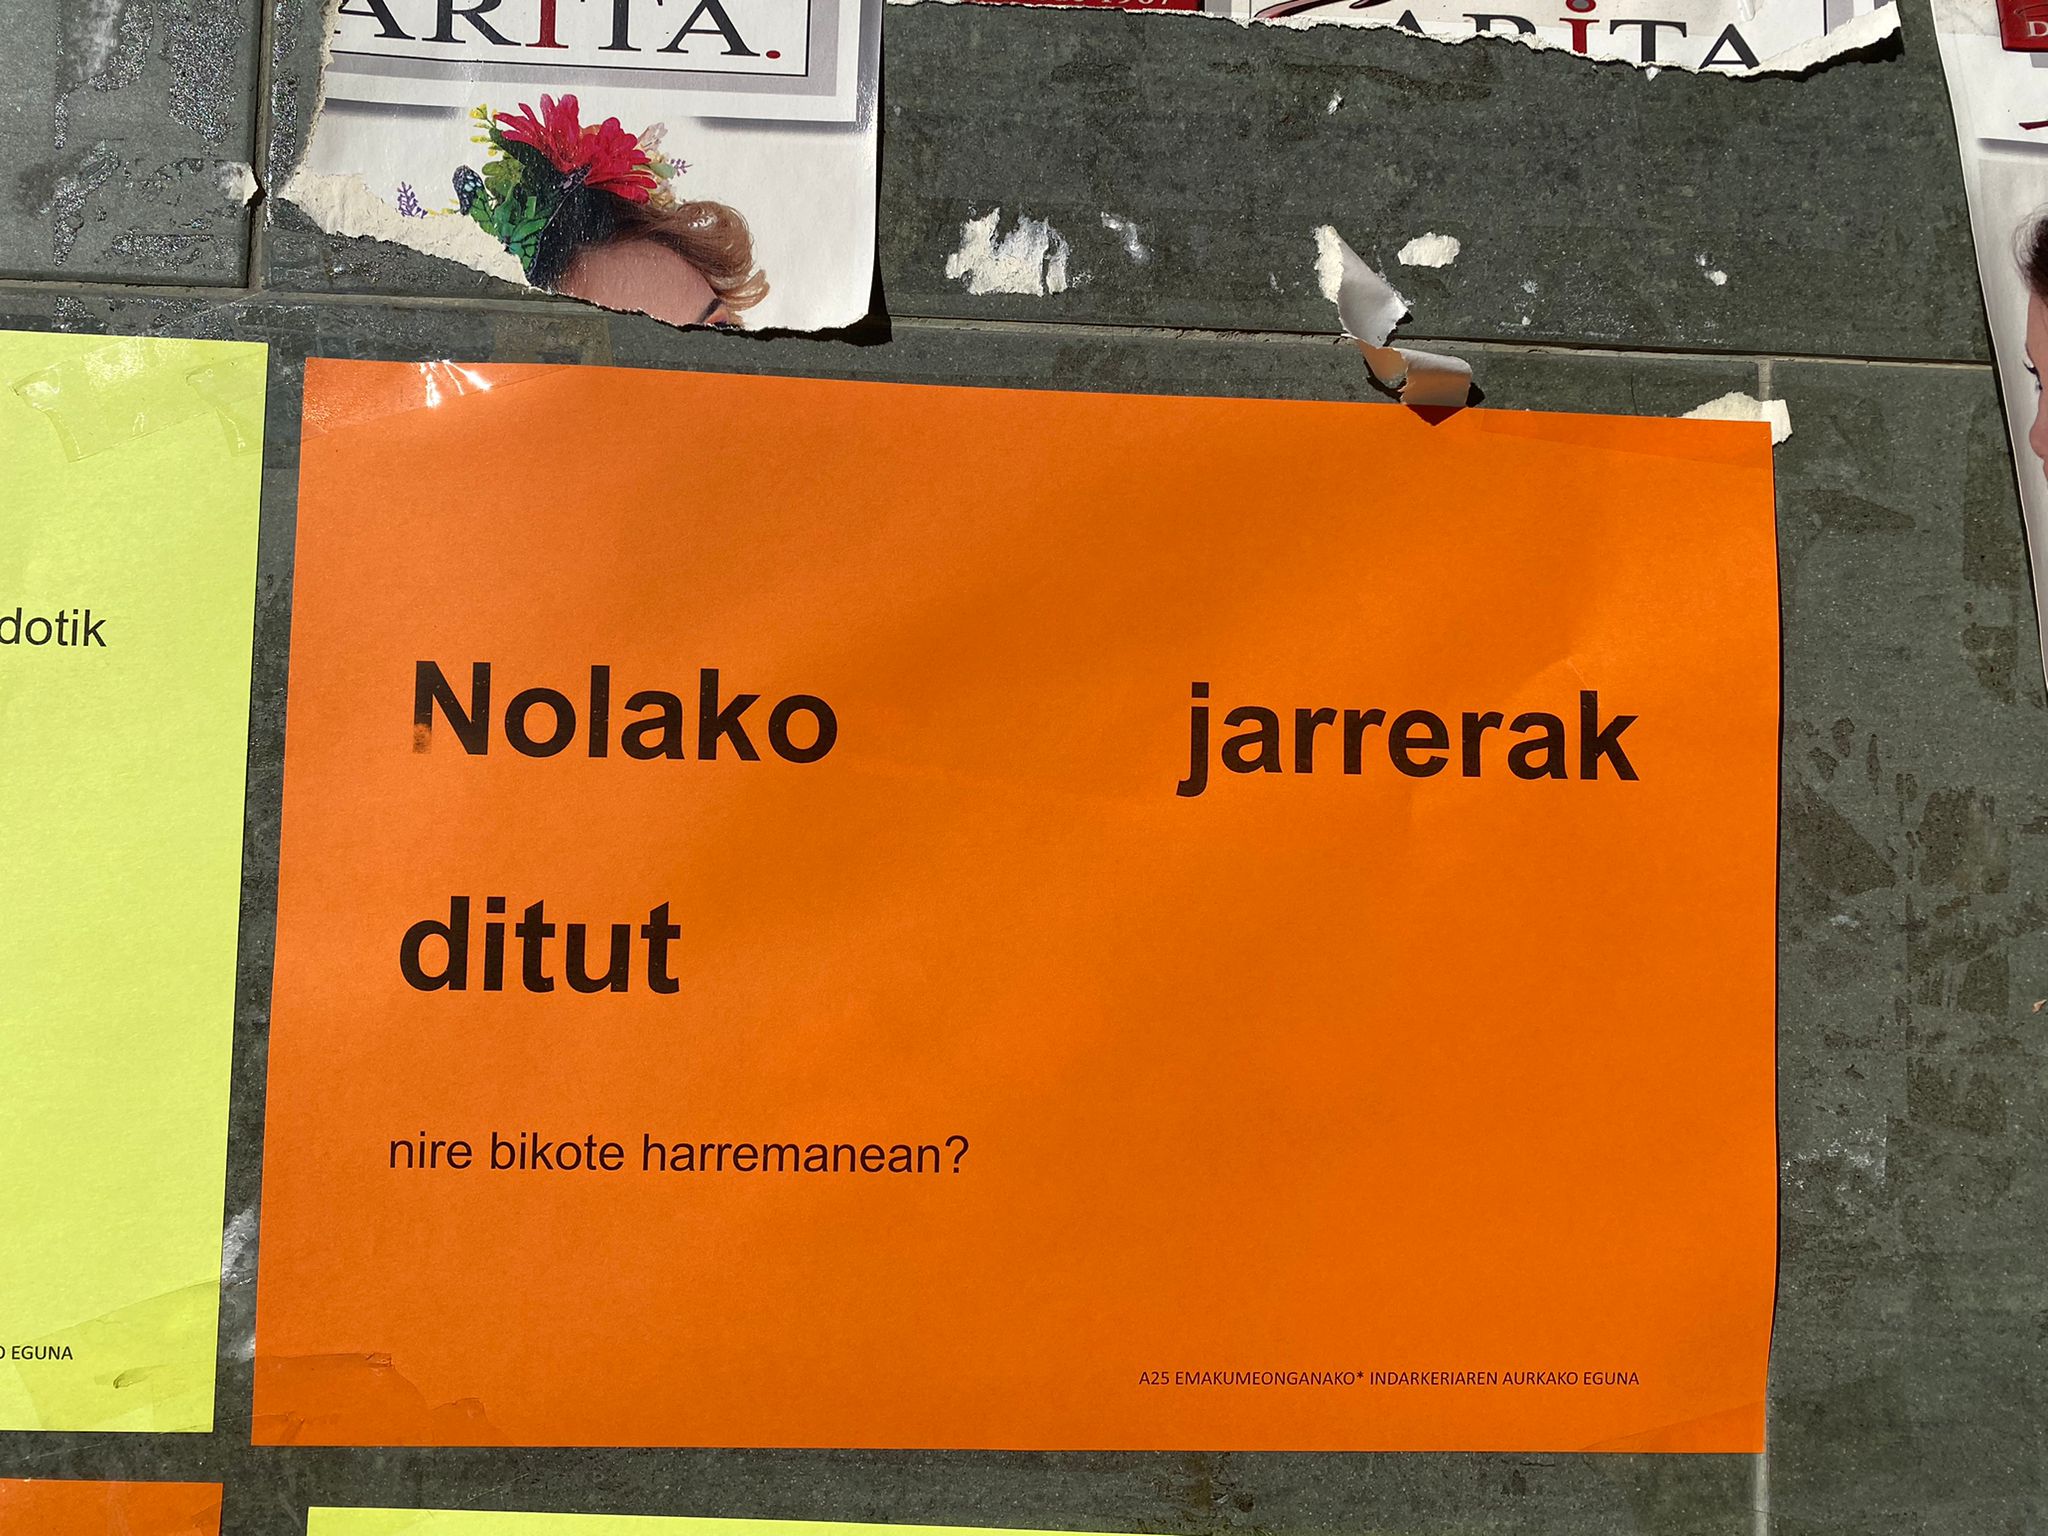 ARITA.
ARITA
dotik
O EGUNA
Nolako jarrerak
ditut
nire bikote harremanean?
A25 EMAKUMEONGANAKO* INDARKERIAREN AURKAKO EGUNA